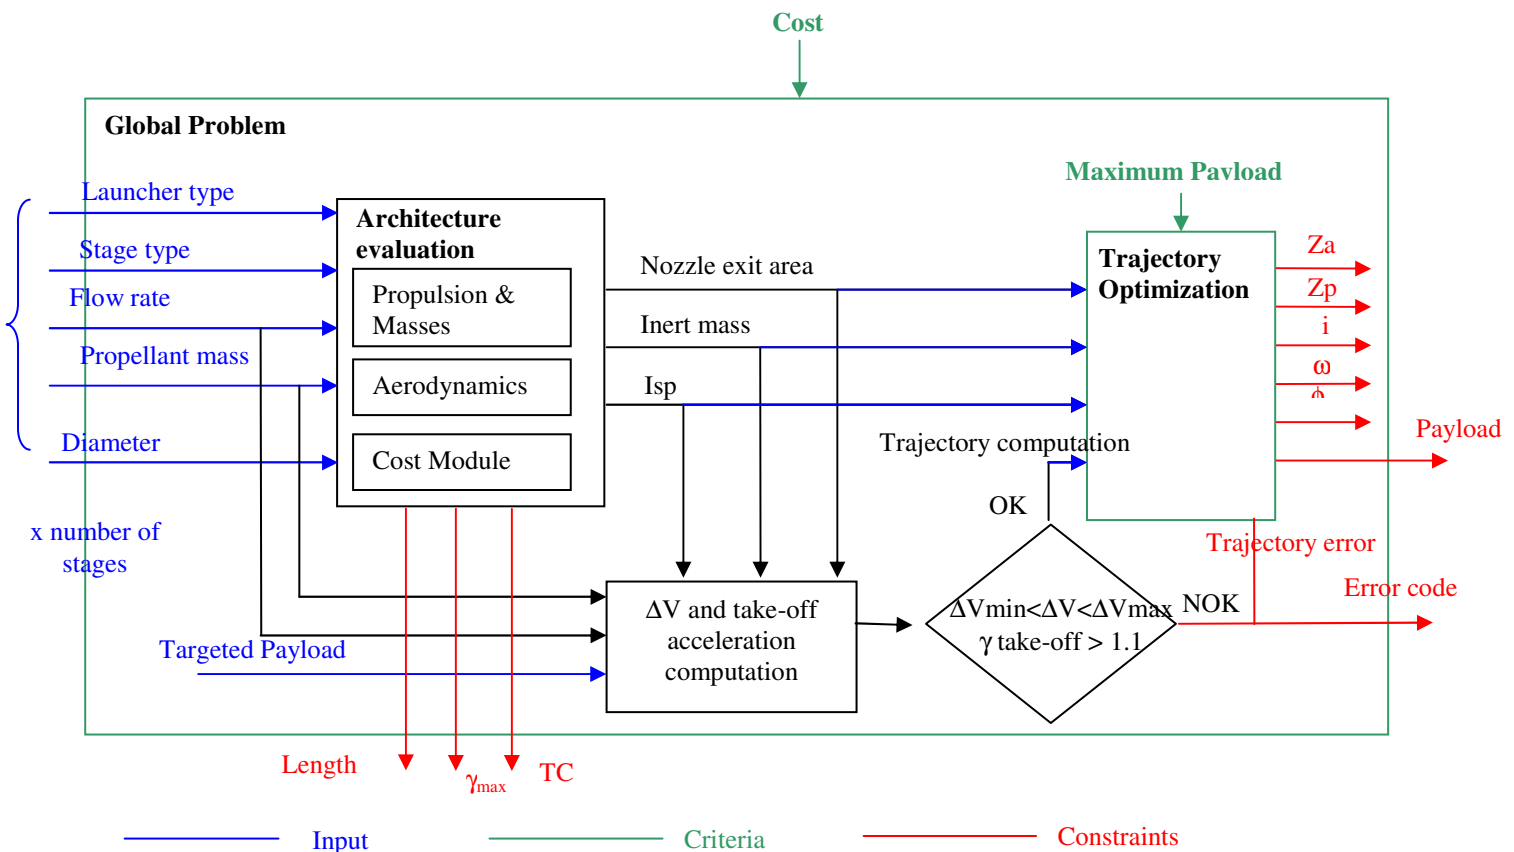 Cost
Global Problem
Maximum Payload
Launcher type
Stage type
Flow rate
Propellant mass
Diameter
x number of
stages
Architecture
evaluation
Propulsion &
Masses
Aerodynamics
Cost Module
Nozzle exit area
Inert mass
Isp
Trajectory
Optimization
Za
Zp
i
ω
ϕ
Payload
Trajectory computation
OK
Trajectory error
Error code
NOK
ΔVmin<ΔV<ΔVmax
γ take-off > 1.1
ΔV and take-off
acceleration
computation
Targeted Payload
Length
γmax
TC
Input
Criteria
Constraints